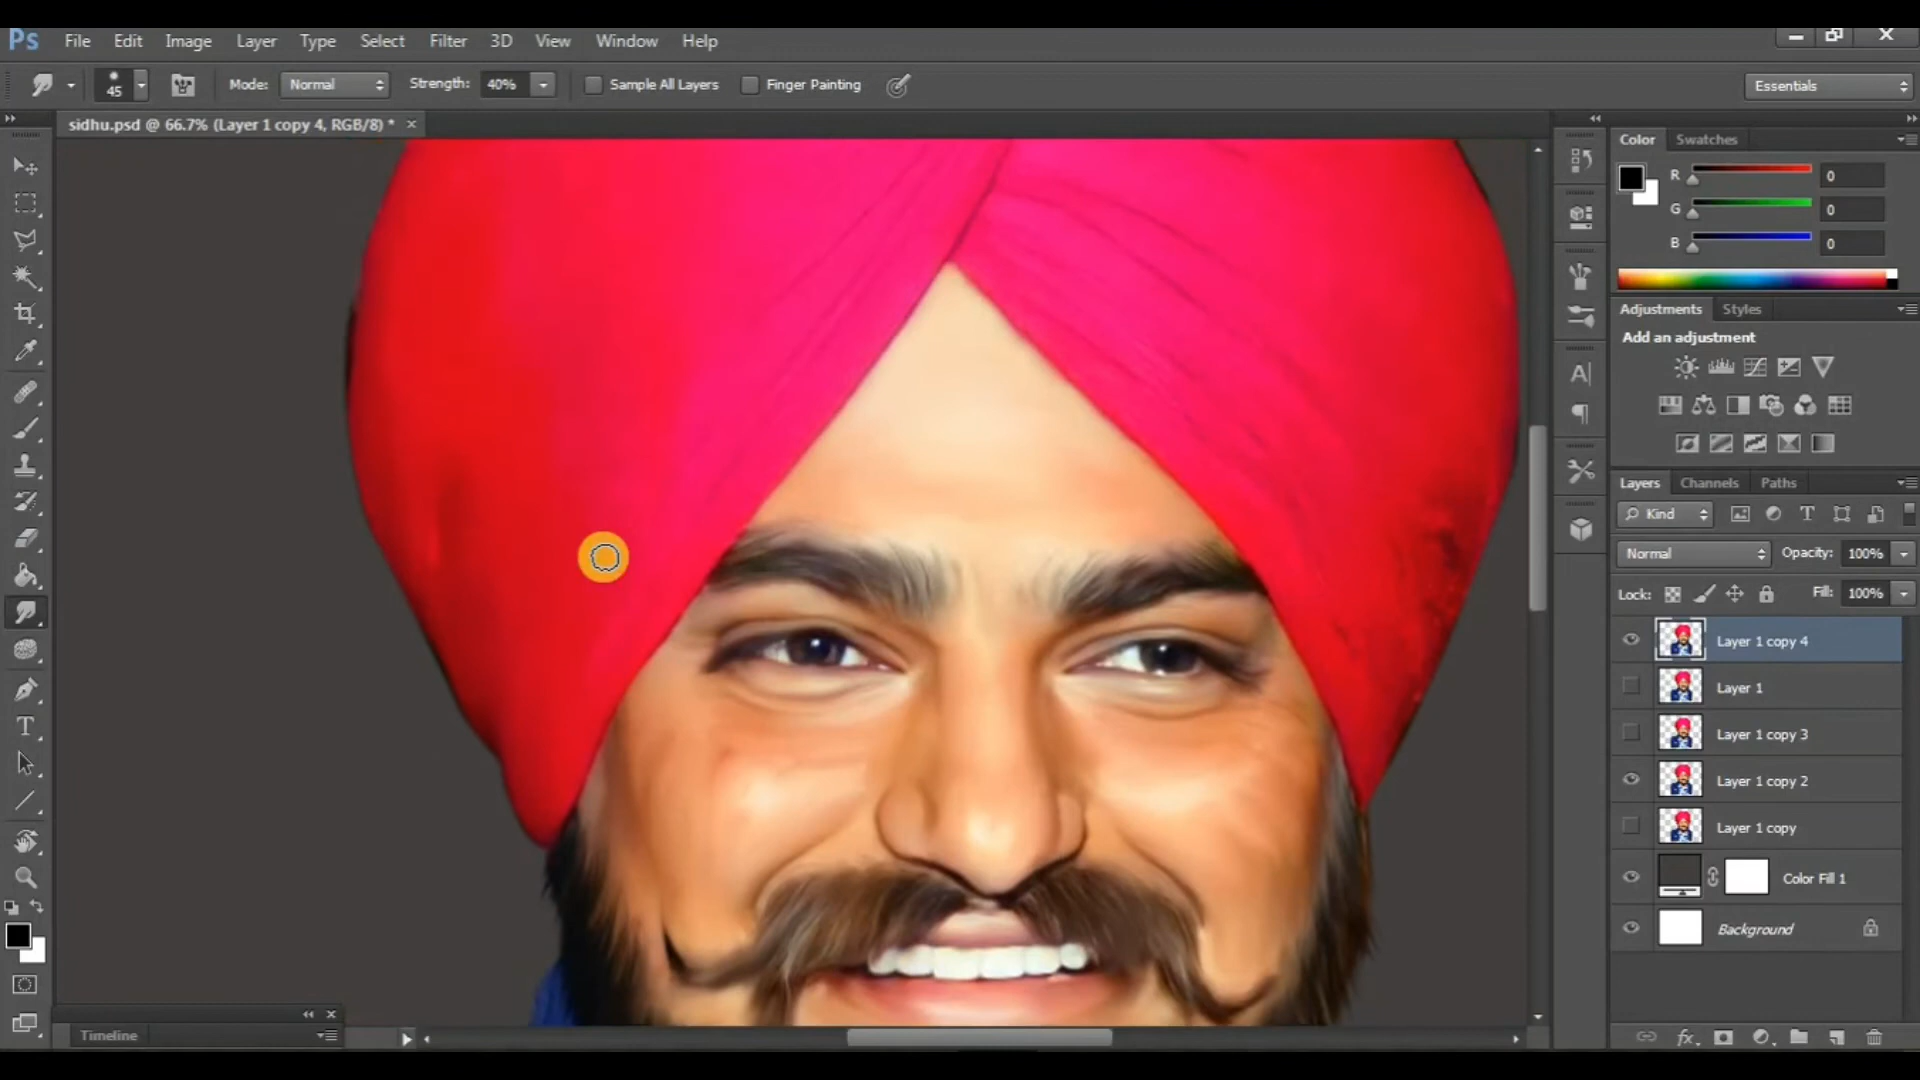 Ps File Edit Image Layer Type Select Filter 3D View Window Help
45 Mode: Normal Strength: 40% Sample All Layers Finger Painting Essentials
sidhu.psd @ 66.7% (Layer 1 copy 4, RGB/8) *
Color Swatches
R 0
G 0
B 0
Adjustments Styles
Add an adjustment
Layers Channels Paths
Kind
Normal Opacity: 100%
Lock: Fill: 100%
Layer 1 copy 4
Layer 1
Layer 1 copy 3
Layer 1 copy 2
Layer 1 copy
Color Fill 1
Background
Timeline